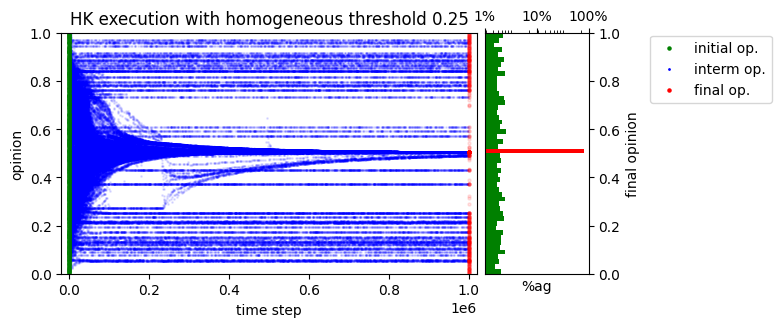 HK execution with homogeneous threshold 0.25
1% 10% 100%
initial op.
interm op.
final op.
opinion
1.0
0.8
0.6
0.4
0.2
0.0
1.0
0.8
0.6
0.4
0.2
0.0
final opinion
0.0 0.2 0.4 0.6 0.8 1.0
1e6
time step
%ag